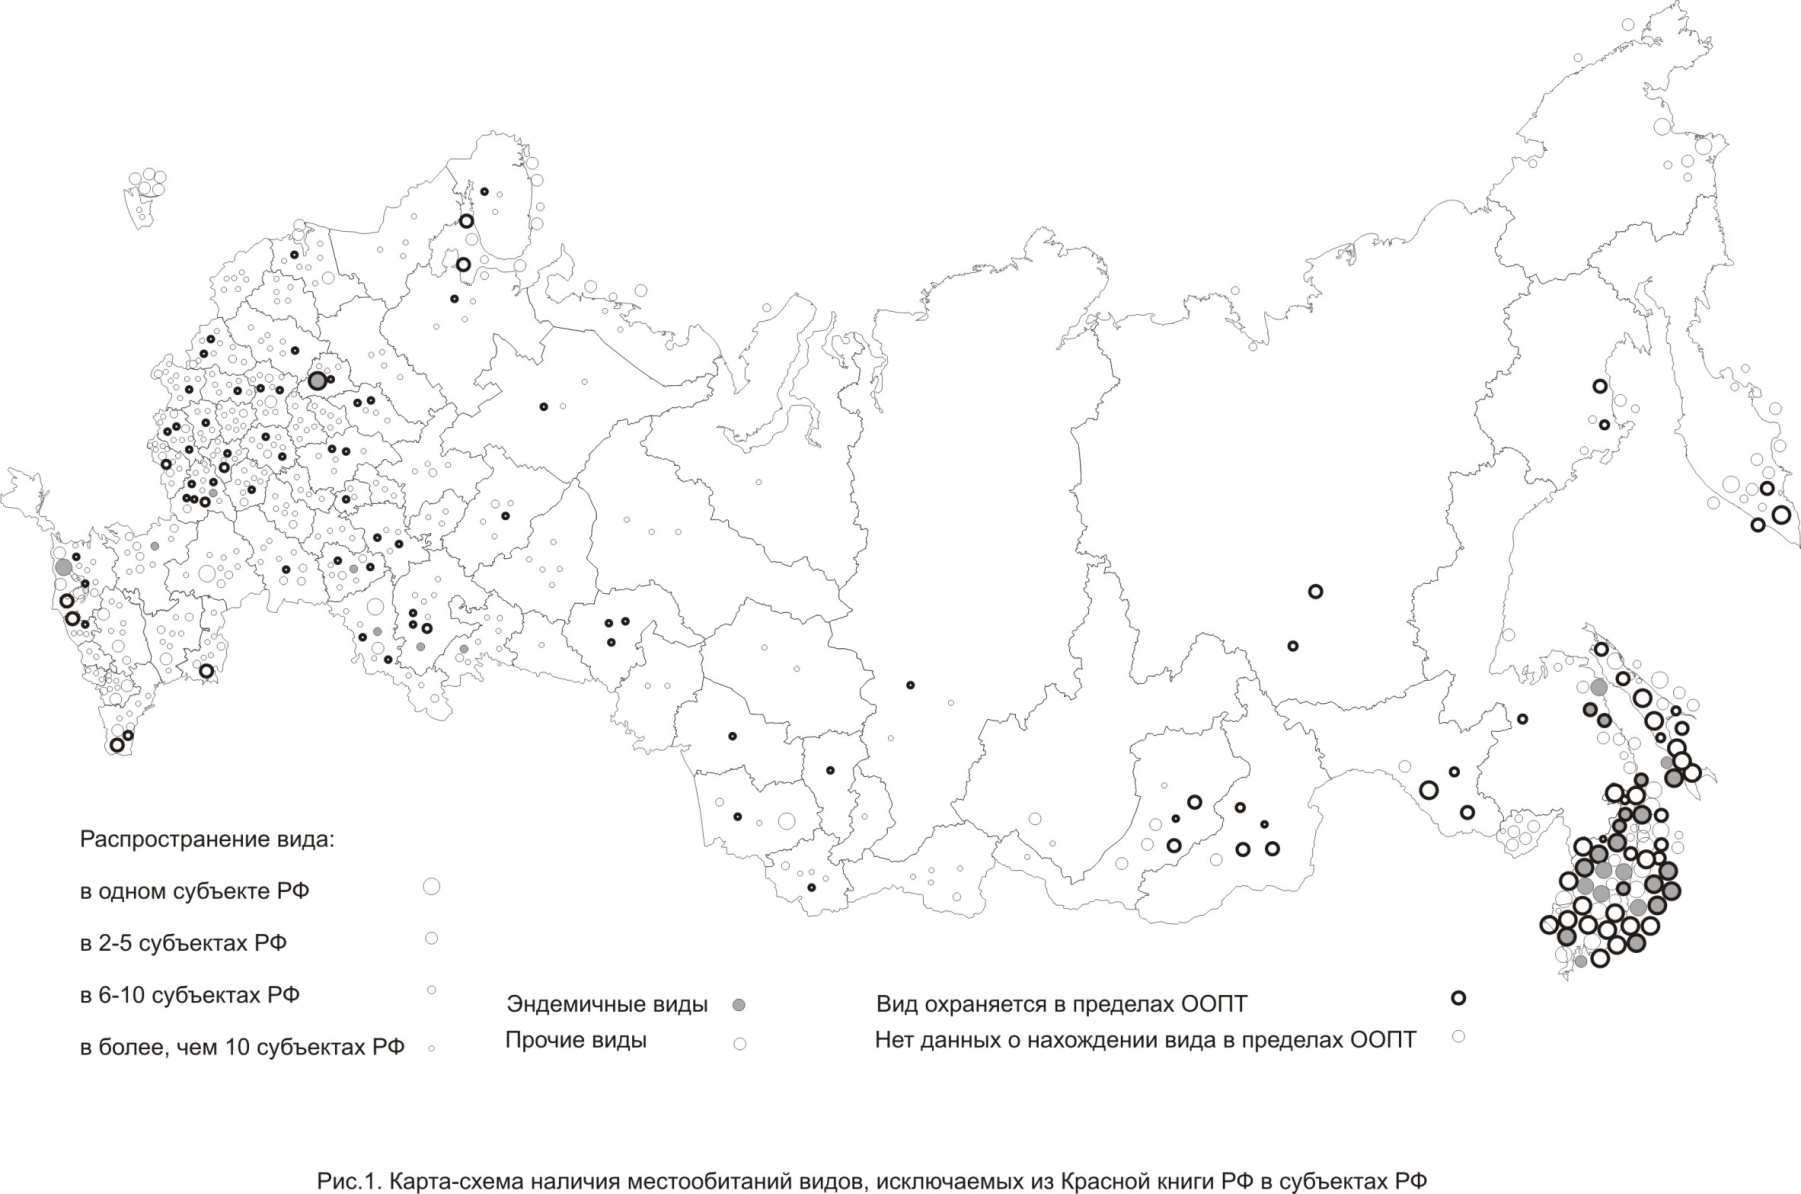 Распространение вида:
в одном субъекте РФ
в 2-5 субъектах РФ
в 6-10 субъектах РФ
в более, чем 10 субъектах РФ
Эндемичные виды
Прочие виды
Вид охраняется в пределах ООПТ
Нет данных о нахождении вида в пределах ООПТ
Рис.1. Карта-схема наличия местообитаний видов, исключаемых из Красной книги РФ в субъектах РФ